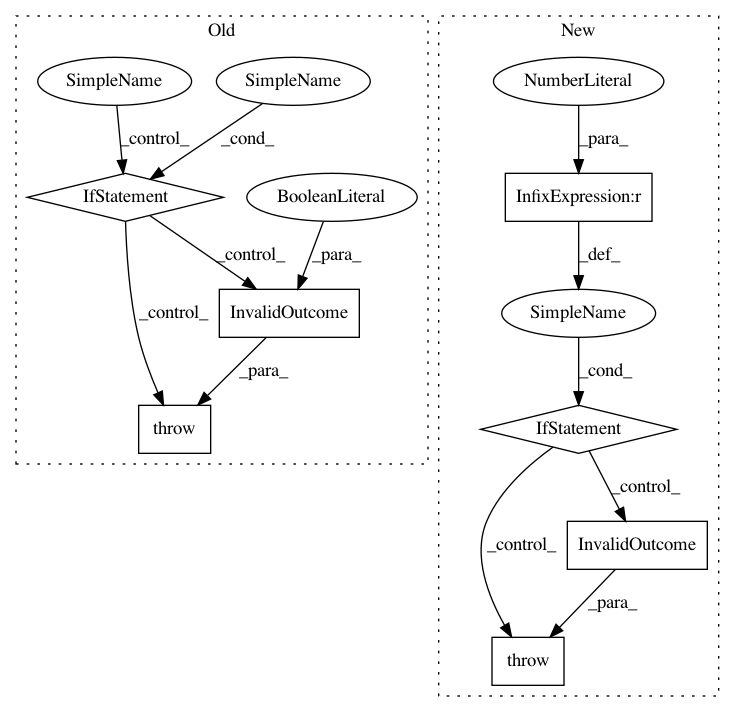 Old
SimpleName
SimpleName
_control_
_cond_
IfStatement
BooleanLiteral
_control_
_para_
_control_
InvalidOutcome
_para_
throw
New
NumberLiteral
_para_
InfixExpression:r
_def_
SimpleName
_cond_
IfStatement
_control_
_control_
InvalidOutcome
_para_
throw